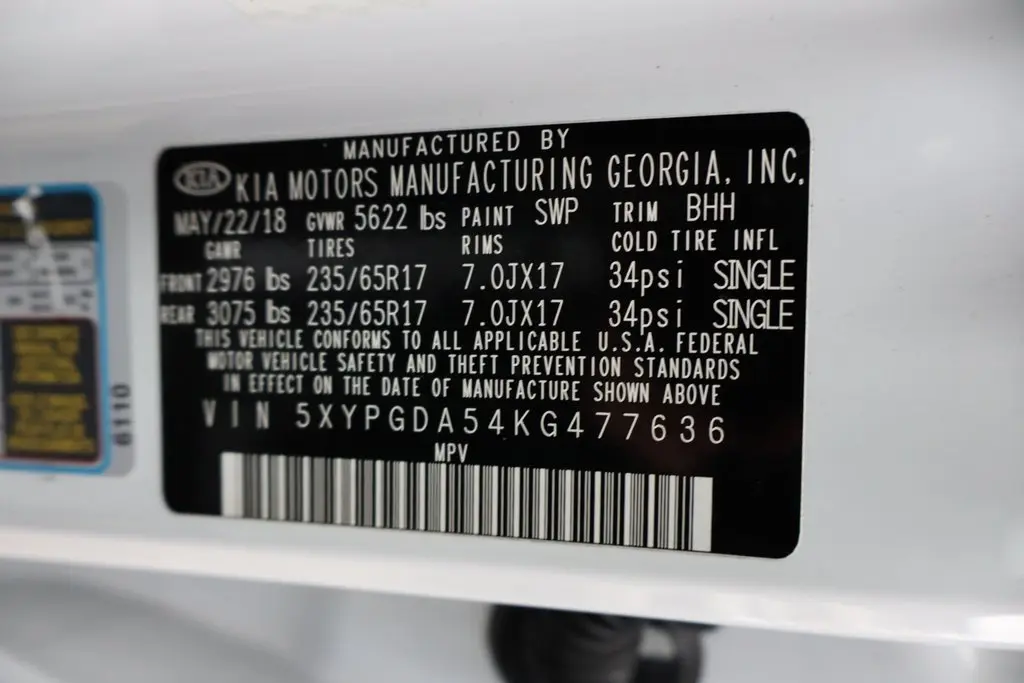 MANUFACTURED BY
KIA KIA MOTORS MANUFACTURING GEORGIA, INC.
MAY/22/18 GVWR 5622 lbs PAINT SWP TRIM BHH
GAWR TIRES RIMS COLD TIRE INFL
FRONT 2976 lbs 235/65R17 7.0JX17 34psi SINGLE
REAR 3075 lbs 235/65R17 7.0JX17 34psi SINGLE
THIS VEHICLE CONFORMS TO ALL APPLICABLE U.S.A. FEDERAL
MOTOR VEHICLE SAFETY AND THEFT PREVENTION STANDARDS
IN EFFECT ON THE DATE OF MANUFACTURE SHOWN ABOVE
VIN 5XYPGDA54KG477636
MPV
6110